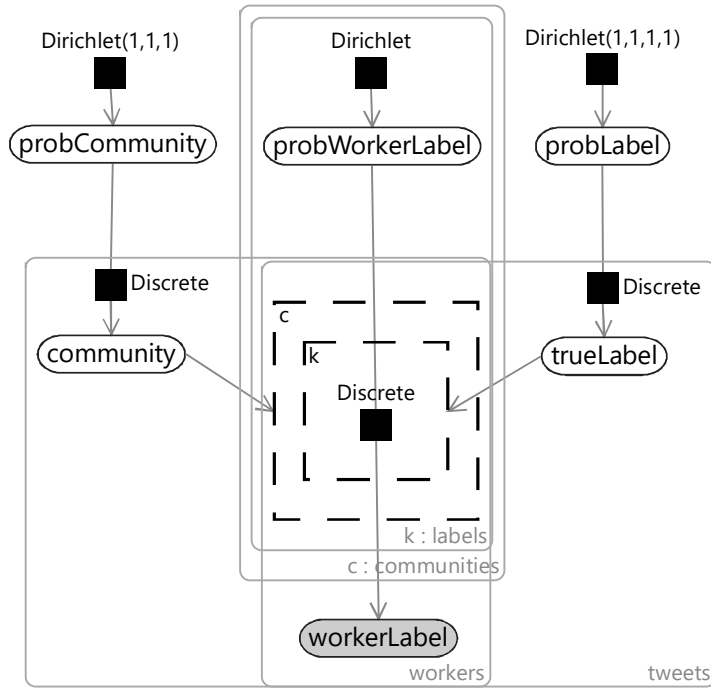 Dirichlet(1,1,1)
Dirichlet
Dirichlet(1,1,1,1)
probCommunity
probWorkerLabel
probLabel
Discrete
Discrete
c
community
k
trueLabel
Discrete
k : labels
c : communities
workerLabel
workers
tweets